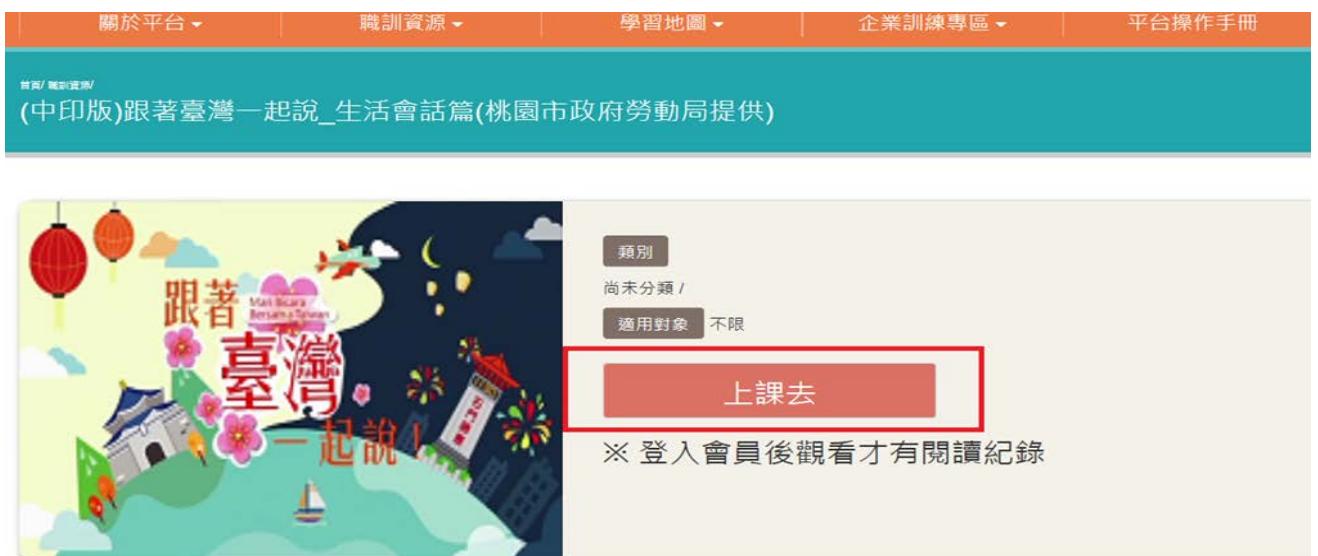 關於平台
職訓資源
學習地圖
企業訓練專區
平台操作手冊
首頁/ 職訓資源/
(中印版)跟著臺灣一起說_生活會話篇(桃園市政府勞動局提供)
跟著
Mari Bicara
Bersama Taiwan
臺灣
一起說！
類別
尚未分類 /
適用對象 不限
上課去
※ 登入會員後觀看才有閱讀紀錄